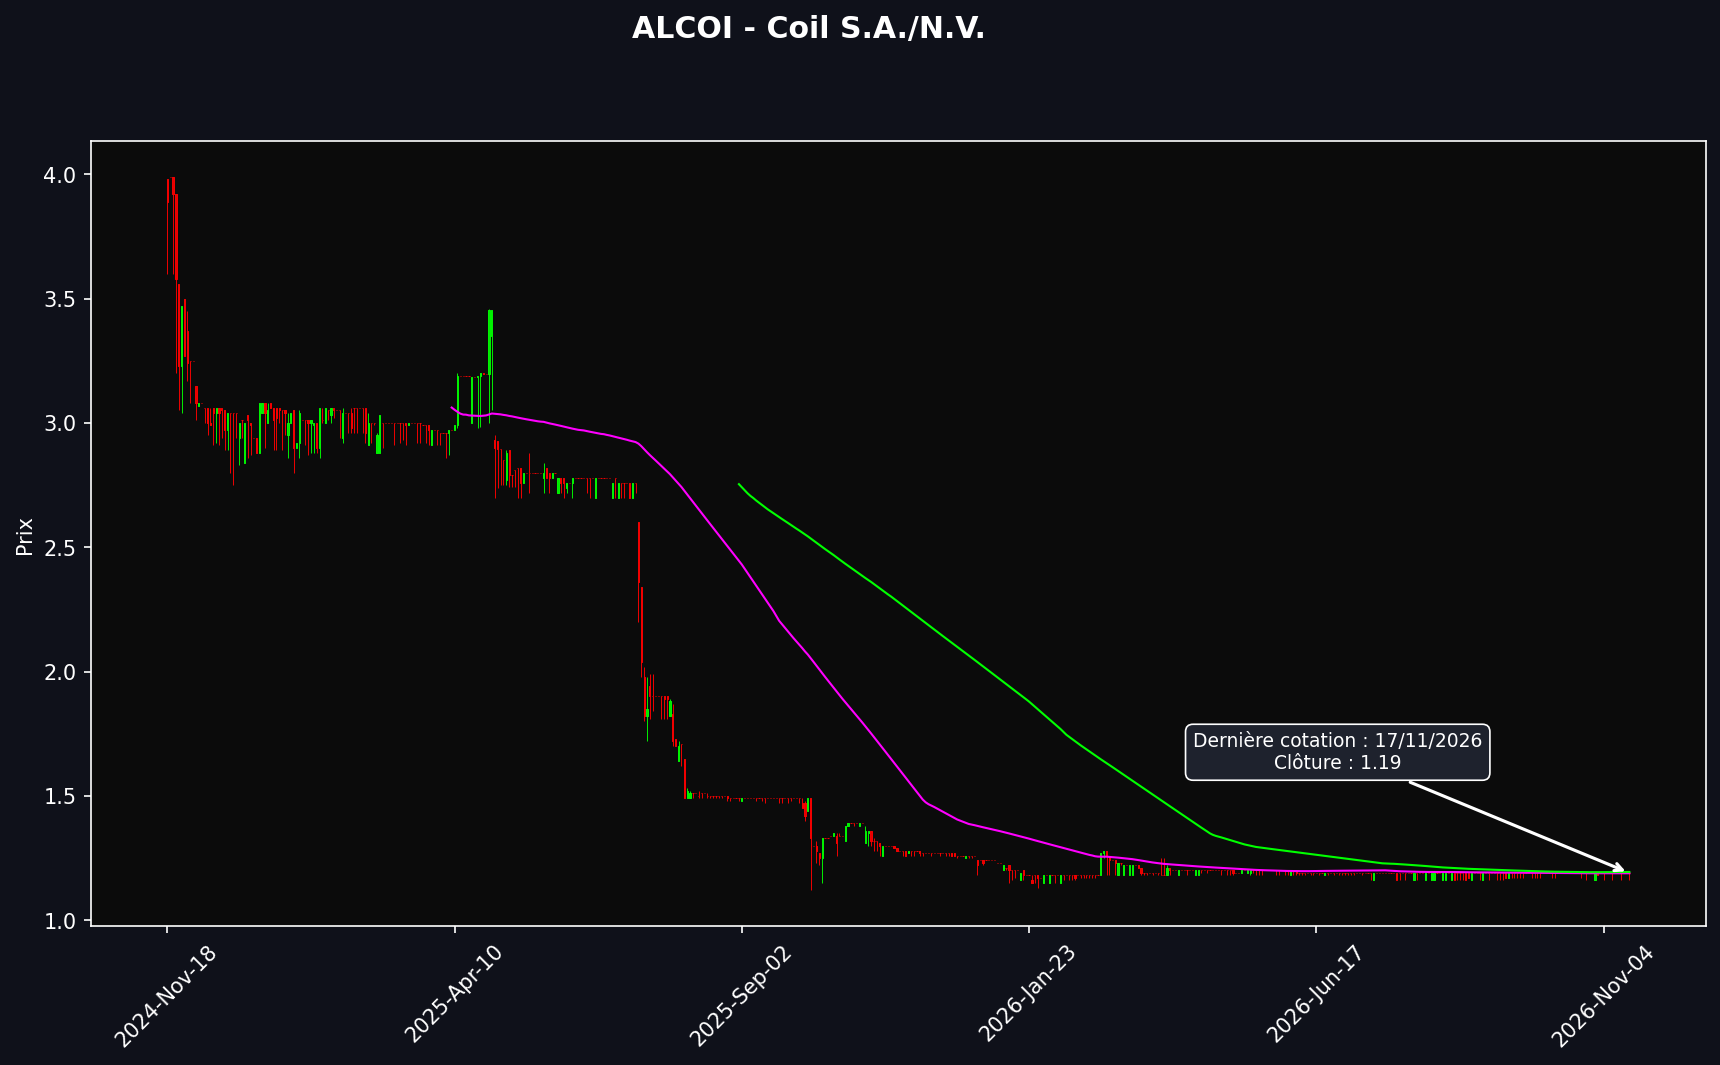 ALCOI - Coil S.A./N.V.
4.0
3.5
3.0
2.5
2.0
1.5
1.0
Prix
Dernière cotation : 17/11/2026
Clôture : 1.19
2024-Nov-18
2025-Apr-10
2025-Sep-02
2026-Jan-23
2026-Jun-17
2026-Nov-04